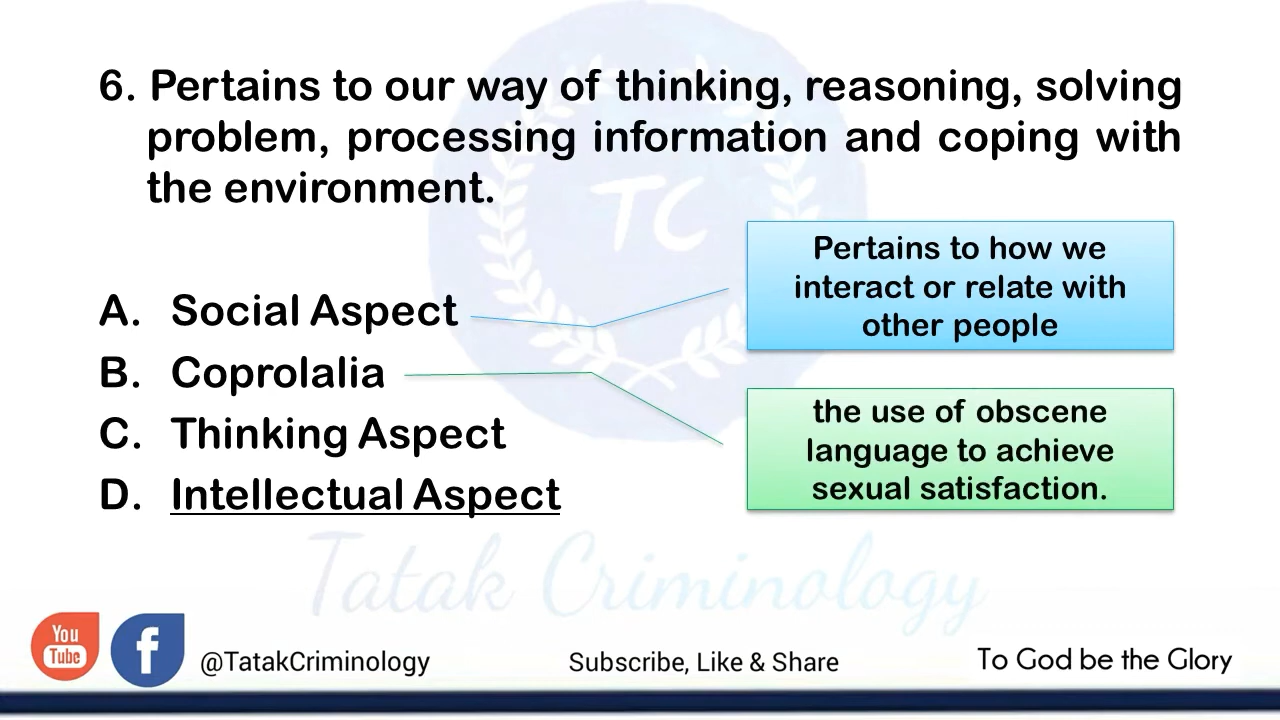 6. Pertains to our way of thinking, reasoning, solving
problem, processing information and coping with
the environment.
TC
Pertains to how we
interact or relate with
other people
A. Social Aspect
B. Coprolalia
the use of obscene
language to achieve
sexual satisfaction.
C. Thinking Aspect
D. Intellectual Aspect
Tatak Criminology
You
Tube
f
@TatakCriminology
Subscribe, Like & Share
To God be the Glory